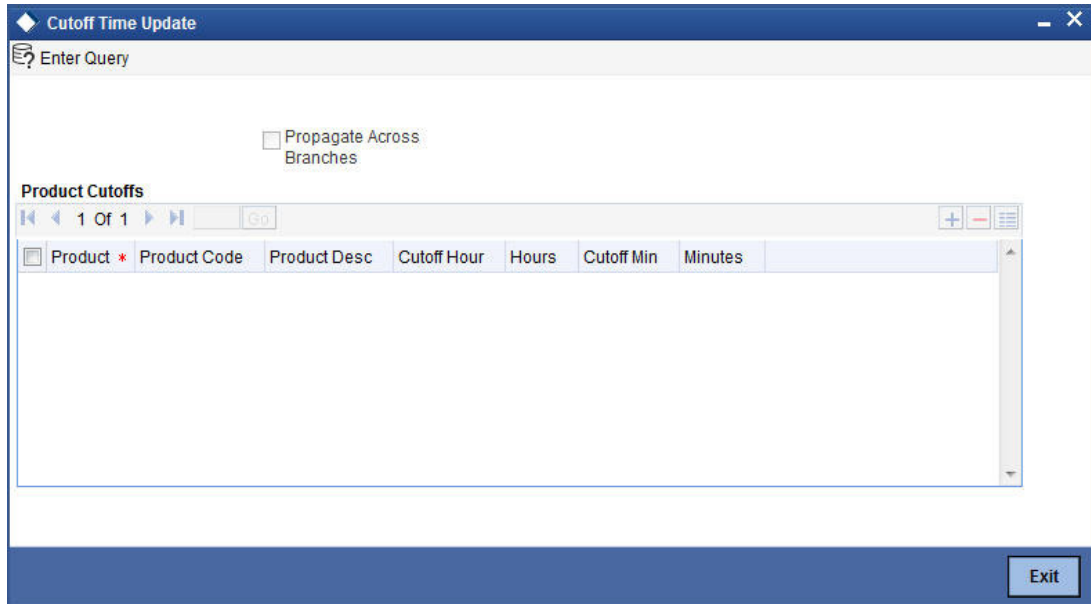 Cutoff Time Update
Enter Query
Propagate Across
Branches
Product Cutoffs
1 Of 1 Go
Product * Product Code Product Desc Cutoff Hour Hours Cutoff Min Minutes
Exit